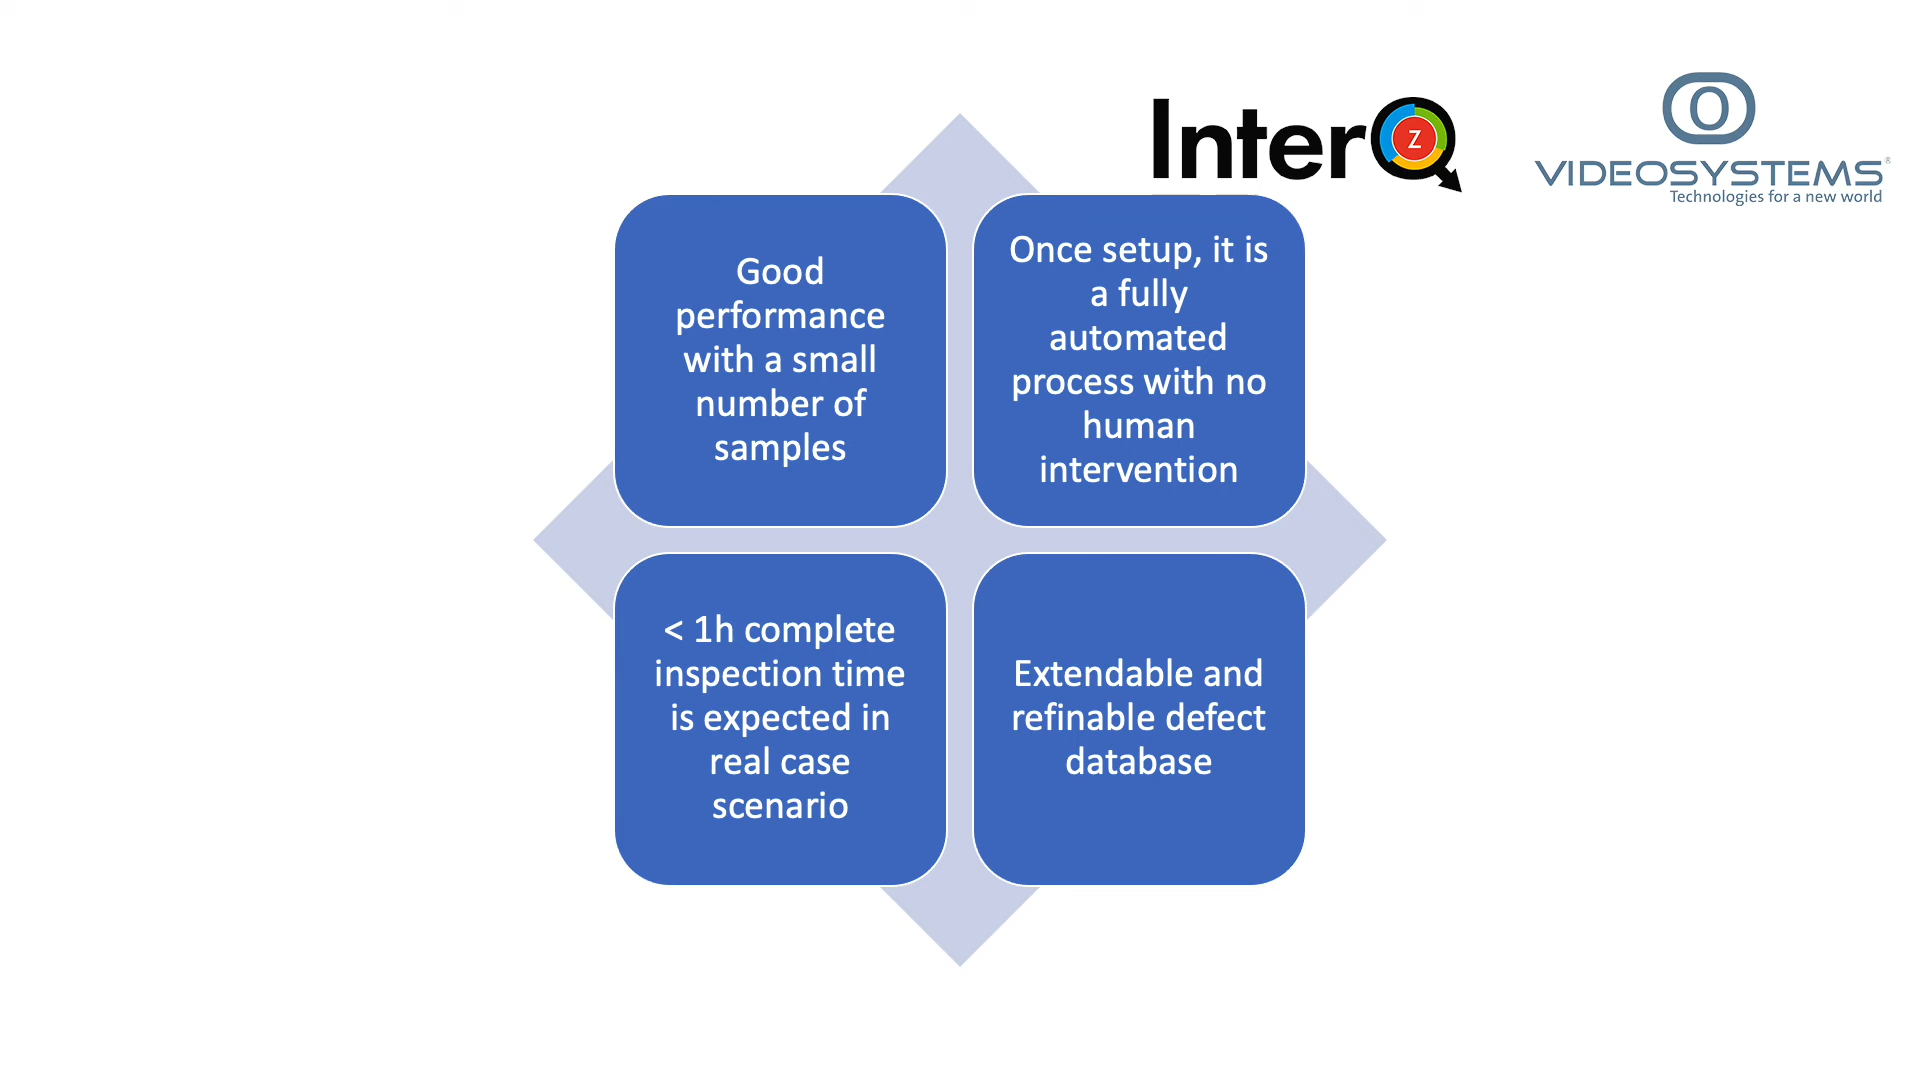 InterQ
Z
VIDEOSYSTEMS®
Technologies for a new world
Good
performance
with a small
number of
samples
Once setup, it is
a fully
automated
process with no
human
intervention
< 1h complete
inspection time
is expected in
real case
scenario
Extendable and
refinable defect
database